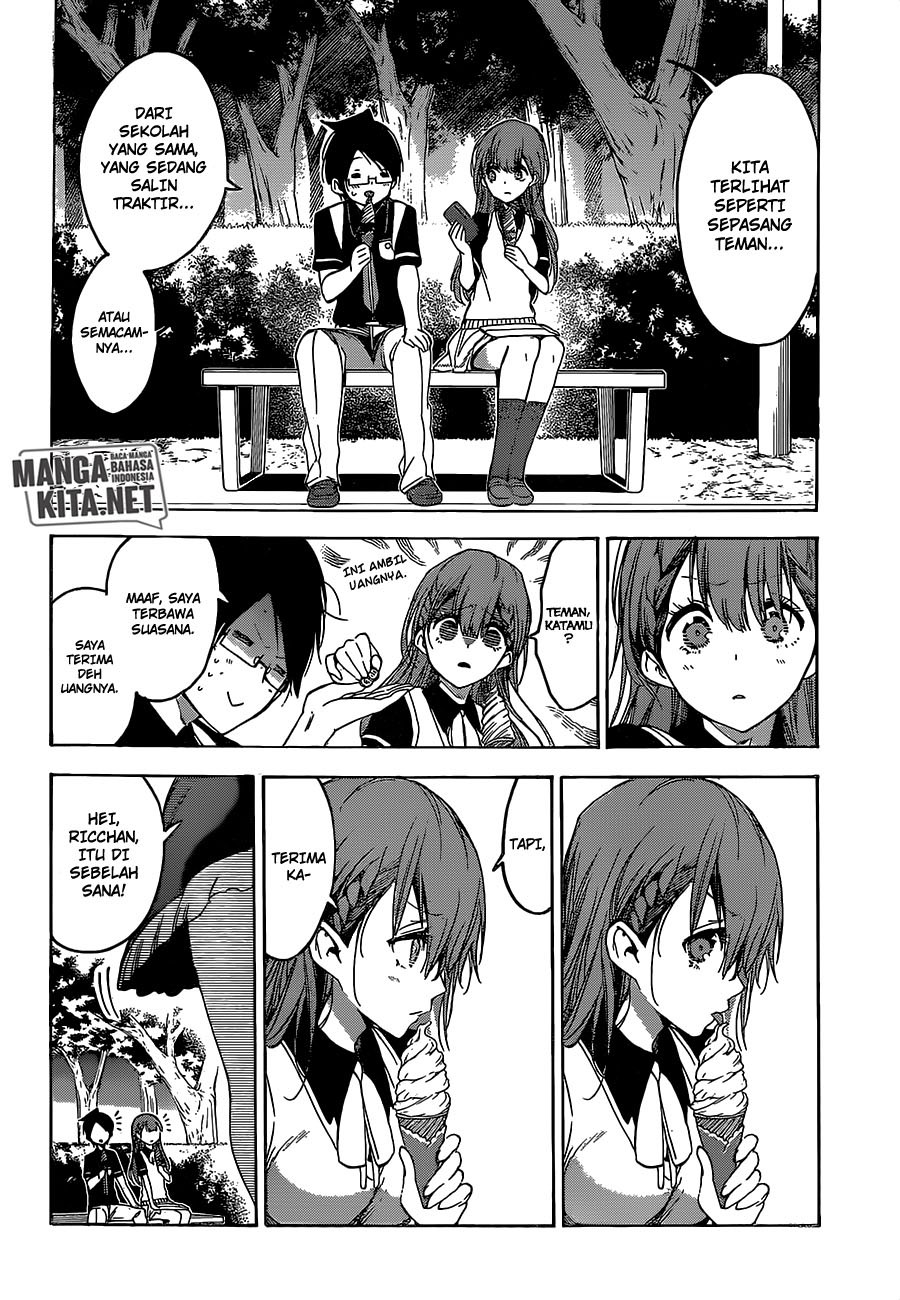 KITA
TERLIHAT
SEPERTI
SEPASANG
TEMAN...
DARI
SEKOLAH
YANG SAMA,
YANG SEDANG
SALIN
TRAKTIR...
ATAU
SEMACAM-
NYA...
MANGA
KITA.NET
BACA MANGA
BAHASA
INDONESIA
TEMAN,
KATAMU
?
INI AMBIL
UANGNYA.
MAAF, SAYA
TERBAWA
SUASANA.
SAYA
TERIMA
DEH
UANGNYA.
TAPI,
TERIMA
KA-
HEI,
RICCHAN,
ITU DI
SEBELAH
SANA!